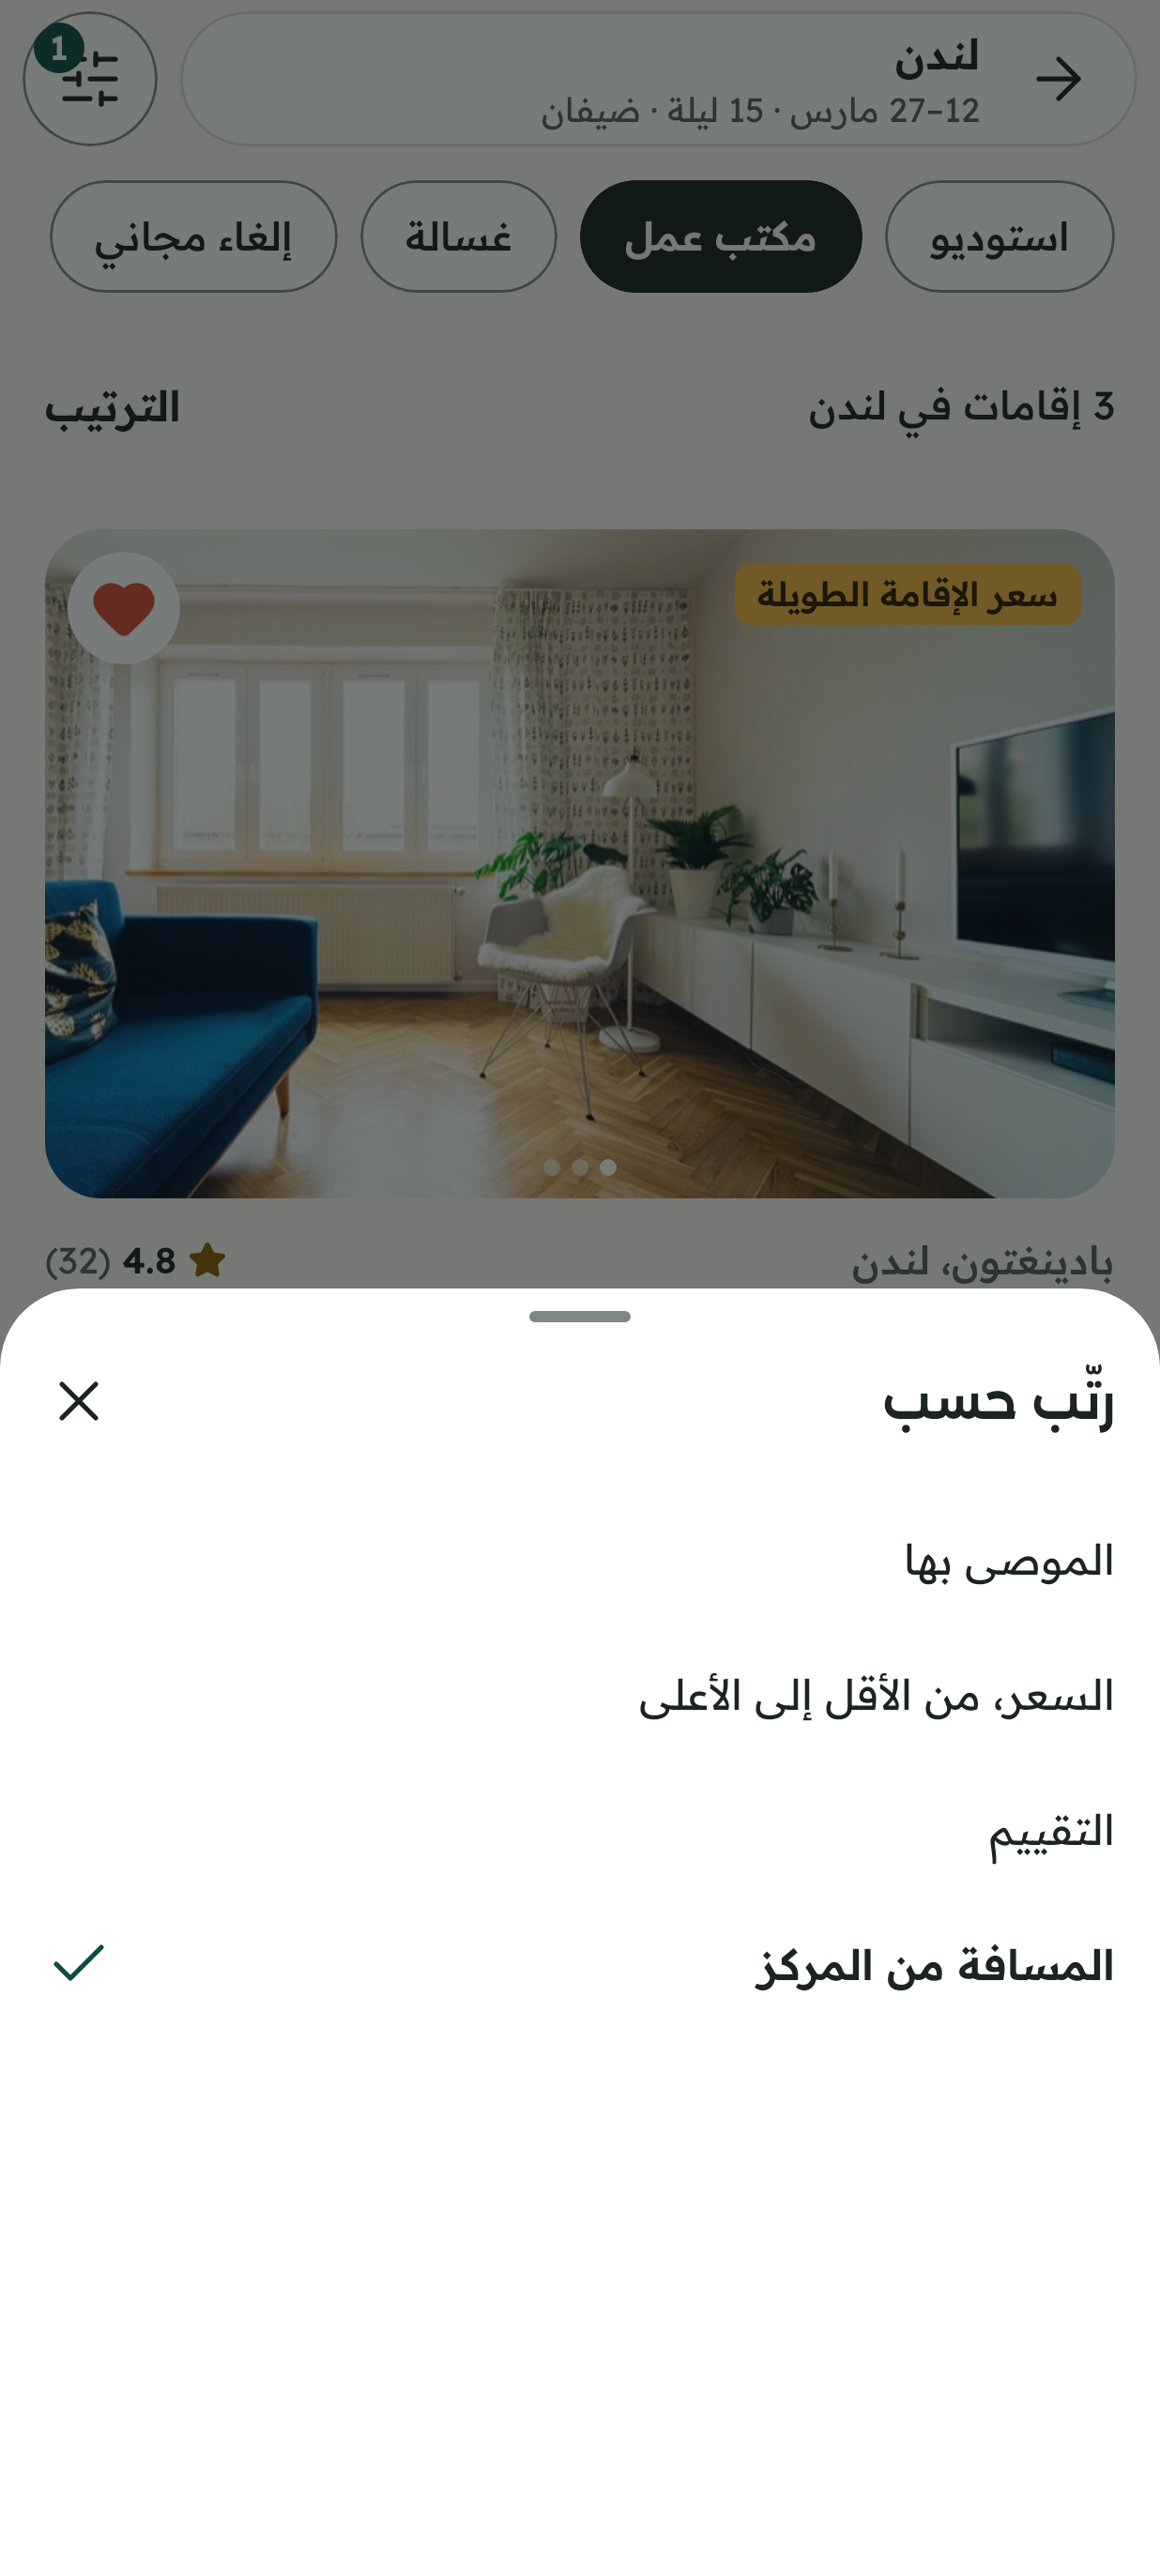 لندن
12–27 مارس · 15 ليلة · ضيفان
1
استوديو
مكتب عمل
غسالة
إلغاء مجاني
3 إقامات في لندن
الترتيب
سعر الإقامة الطويلة
بادينغتون، لندن
4.8 (32)
رتّب حسب
الموصى بها
السعر، من الأقل إلى الأعلى
التقييم
المسافة من المركز